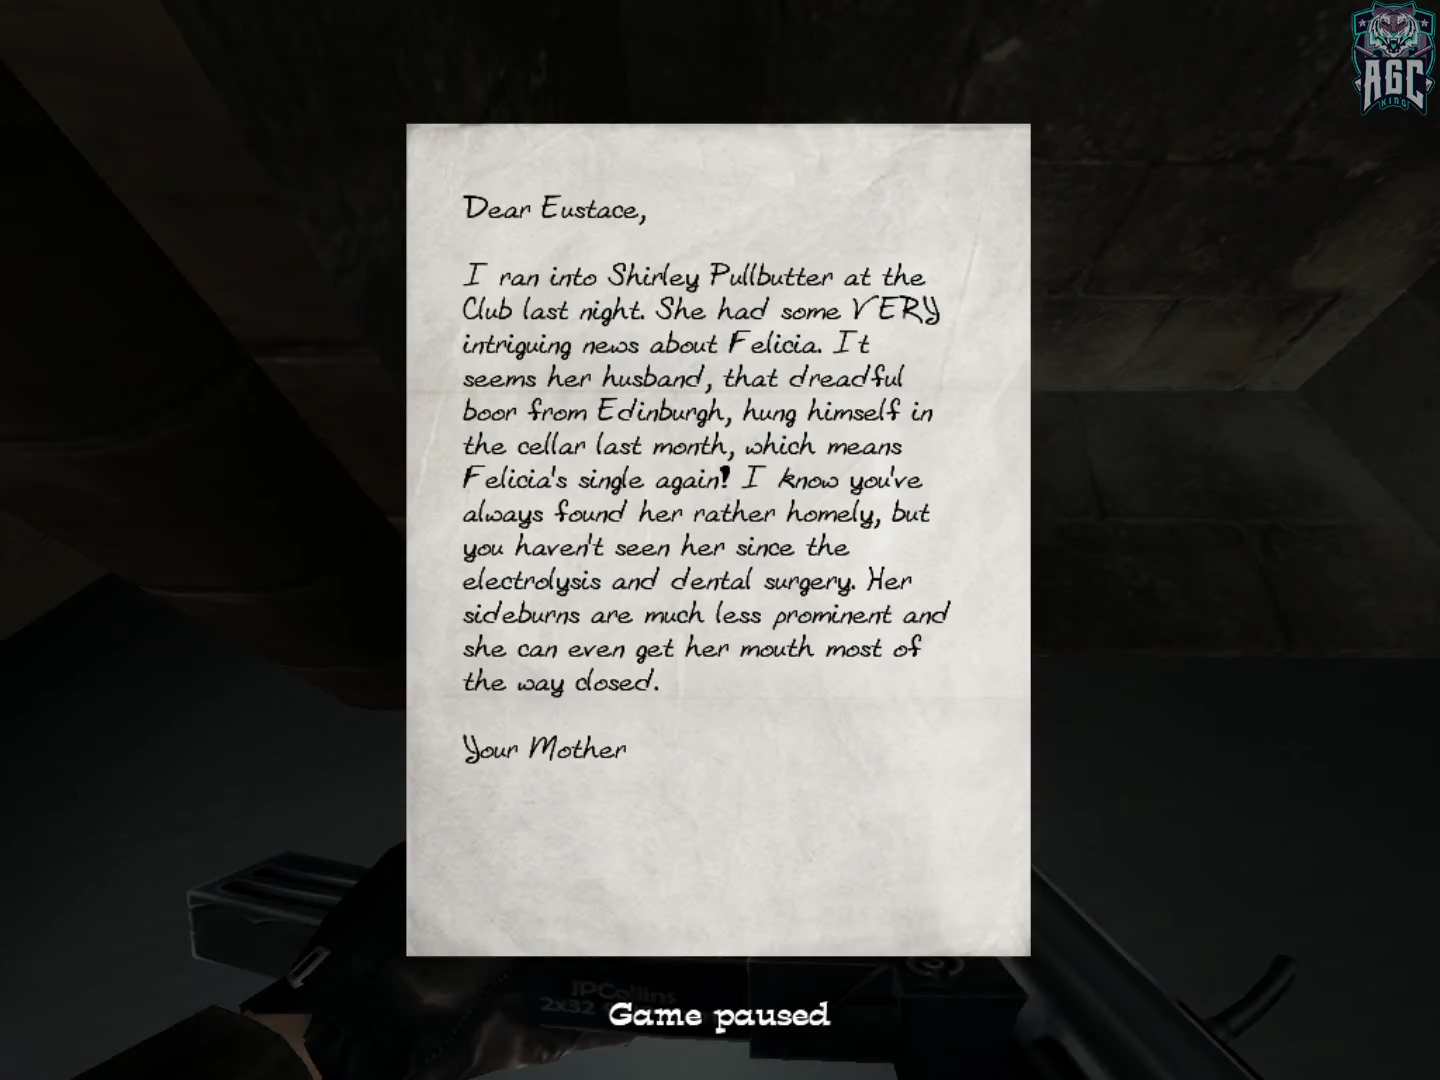 AGC
KING
Dear Eustace,
I ran into Shirley Pullbutter at the
Club last night. She had some VERY
intriguing news about Felicia. It
seems her husband, that dreadful
boor from Edinburgh, hung himself in
the cellar last month, which means
Felicia's single again! I know you've
always found her rather homely, but
you haven't seen her since the
electrolysis and dental surgery. Her
sideburns are much less prominent and
she can even get her mouth most of
the way closed.
Your Mother
JPCollins
2x32
Game paused